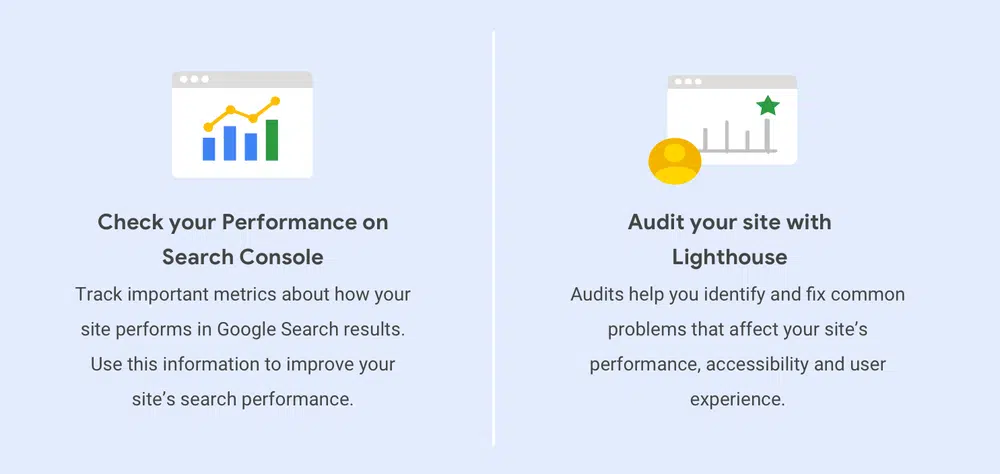 Check your Performance on
Search Console
Track important metrics about how your
site performs in Google Search results.
Use this information to improve your
site’s search performance.
Audit your site with
Lighthouse
Audits help you identify and fix common
problems that affect your site’s
performance, accessibility and user
experience.